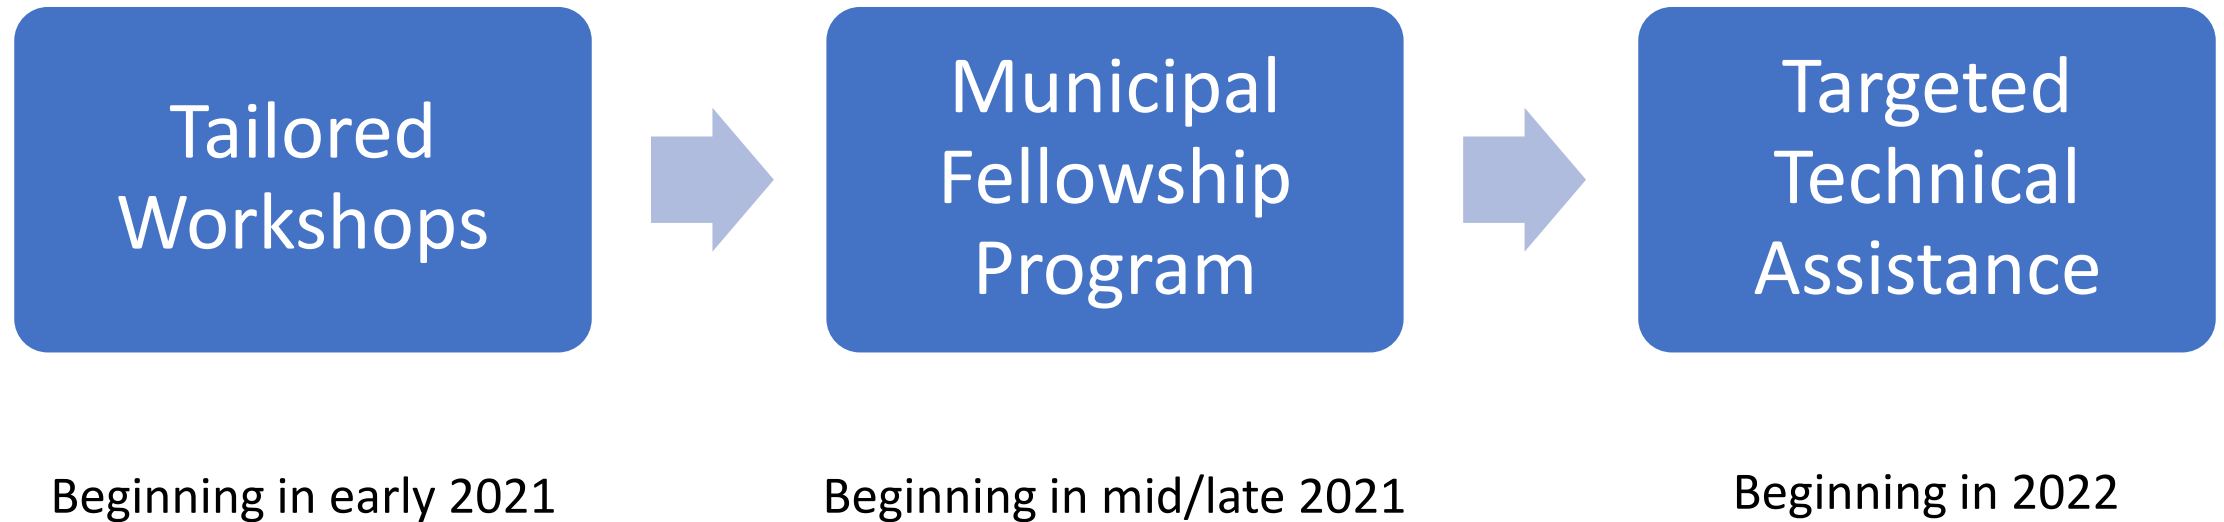 Tailored
Workshops
Municipal
Fellowship
Program
Targeted
Technical
Assistance
Beginning in early 2021
Beginning in mid/late 2021
Beginning in 2022